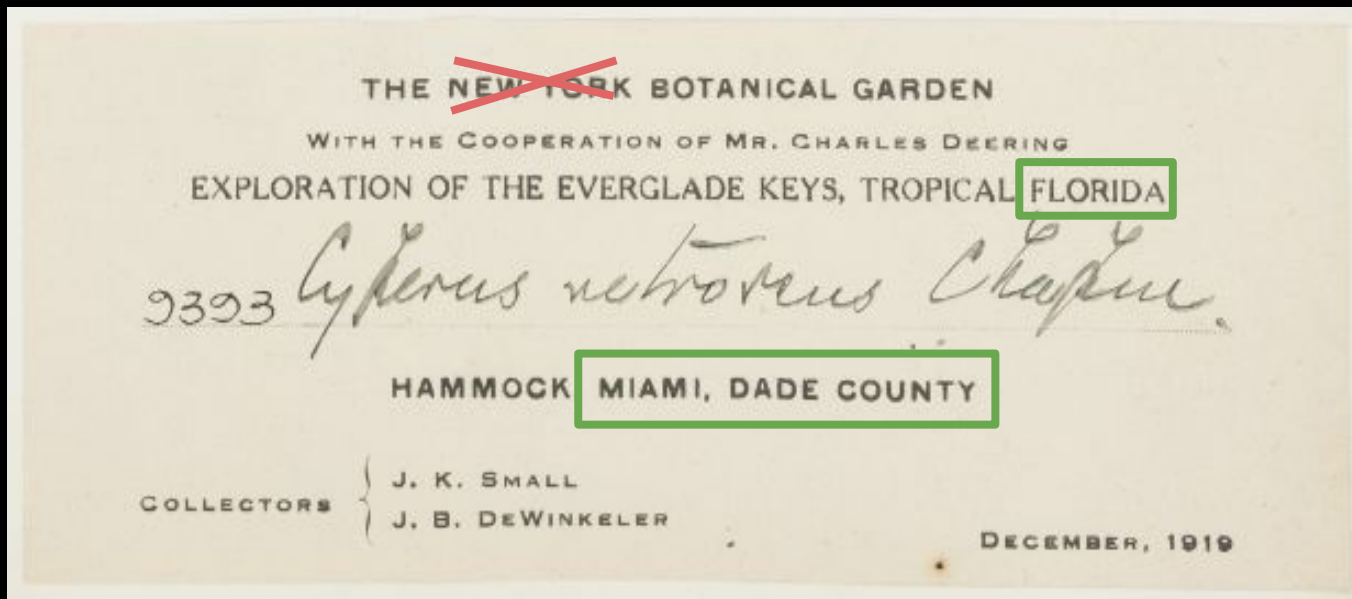 THE NEW YORK BOTANICAL GARDEN
WITH THE COOPERATION OF MR. CHARLES DEERING
EXPLORATION OF THE EVERGLADE KEYS, TROPICAL FLORIDA
9393 Cyperus retrorsus Chapm.
HAMMOCK MIAMI, DADE COUNTY
COLLECTORS
J. K. SMALL
J. B. DEWINKELER
DECEMBER, 1919